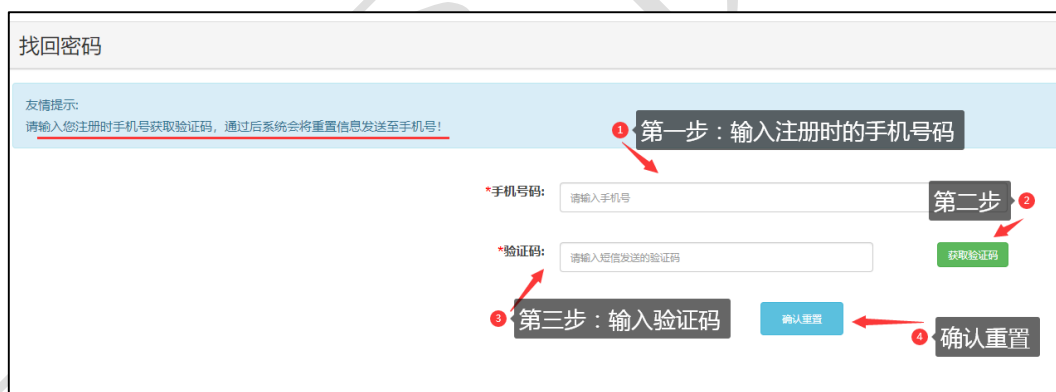 找回密码
友情提示:
请输入您注册时手机号获取验证码，通过后系统会将重置信息发送至手机号！
1 第一步：输入注册时的手机号码
*手机号码: 请输入手机号
第二步 2
*验证码: 请输入短信发送的验证码 获取验证码
3 第三步：输入验证码 确认重置
4 确认重置